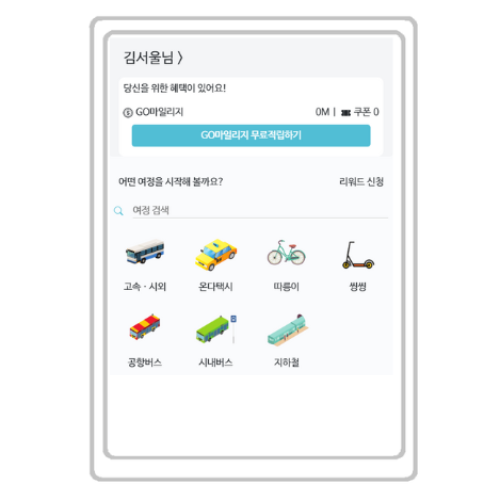 김서울님 〉
당신을 위한 혜택이 있어요!
GO마일리지 0M | 쿠폰 0
GO마일리지 무료적립하기
어떤 여정을 시작해 볼까요? 리워드 신청
여정 검색
고속 · 시외 온다택시 따릉이 씽씽
공항버스 시내버스 지하철